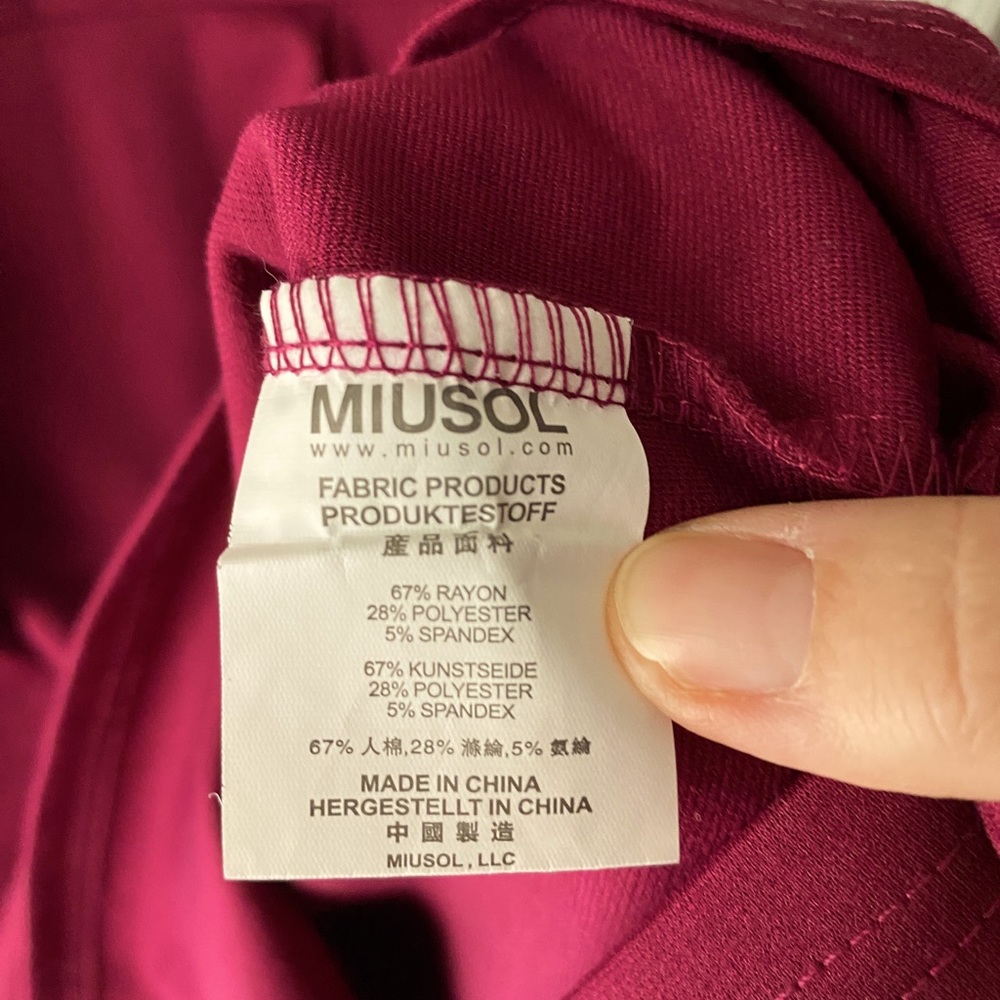 MIUSOL
www.miusol.com
FABRIC PRODUCTS
PRODUKTESTOFF
産品面料
67% RAYON
28% POLYESTER
5% SPANDEX
67% KUNSTSEIDE
28% POLYESTER
5% SPANDEX
67% 人棉,28% 滌綸,5% 氨綸
MADE IN CHINA
HERGESTELLT IN CHINA
中國製造
MIUSOL, LLC